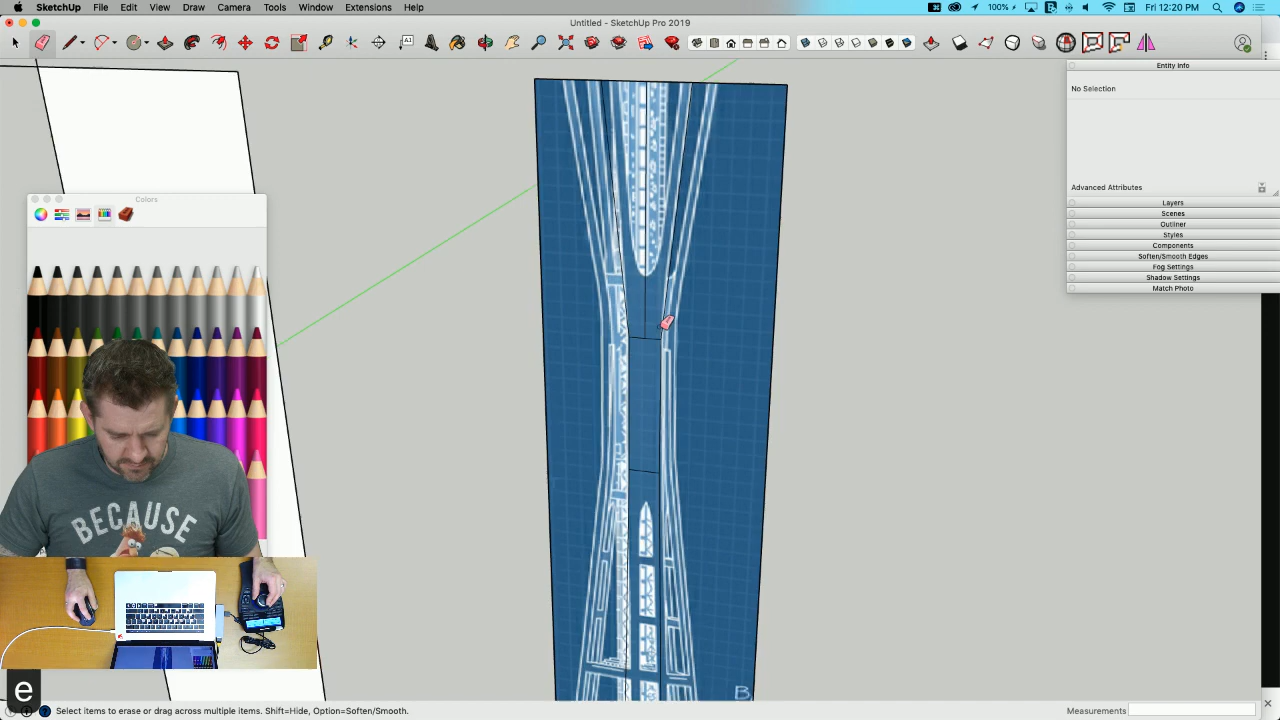 SketchUp File Edit View Draw Camera Tools Window Extensions Help 100% Fri 12:20 PM
Untitled - SketchUp Pro 2019
Entity Info
No Selection
Advanced Attributes
Layers
Scenes
Outliner
Styles
Components
Soften/Smooth Edges
Fog Settings
Shadow Settings
Match Photo
Colors
BECAUSE
B
e
Select items to erase or drag across multiple items. Shift=Hide, Option=Soften/Smooth.
Measurements